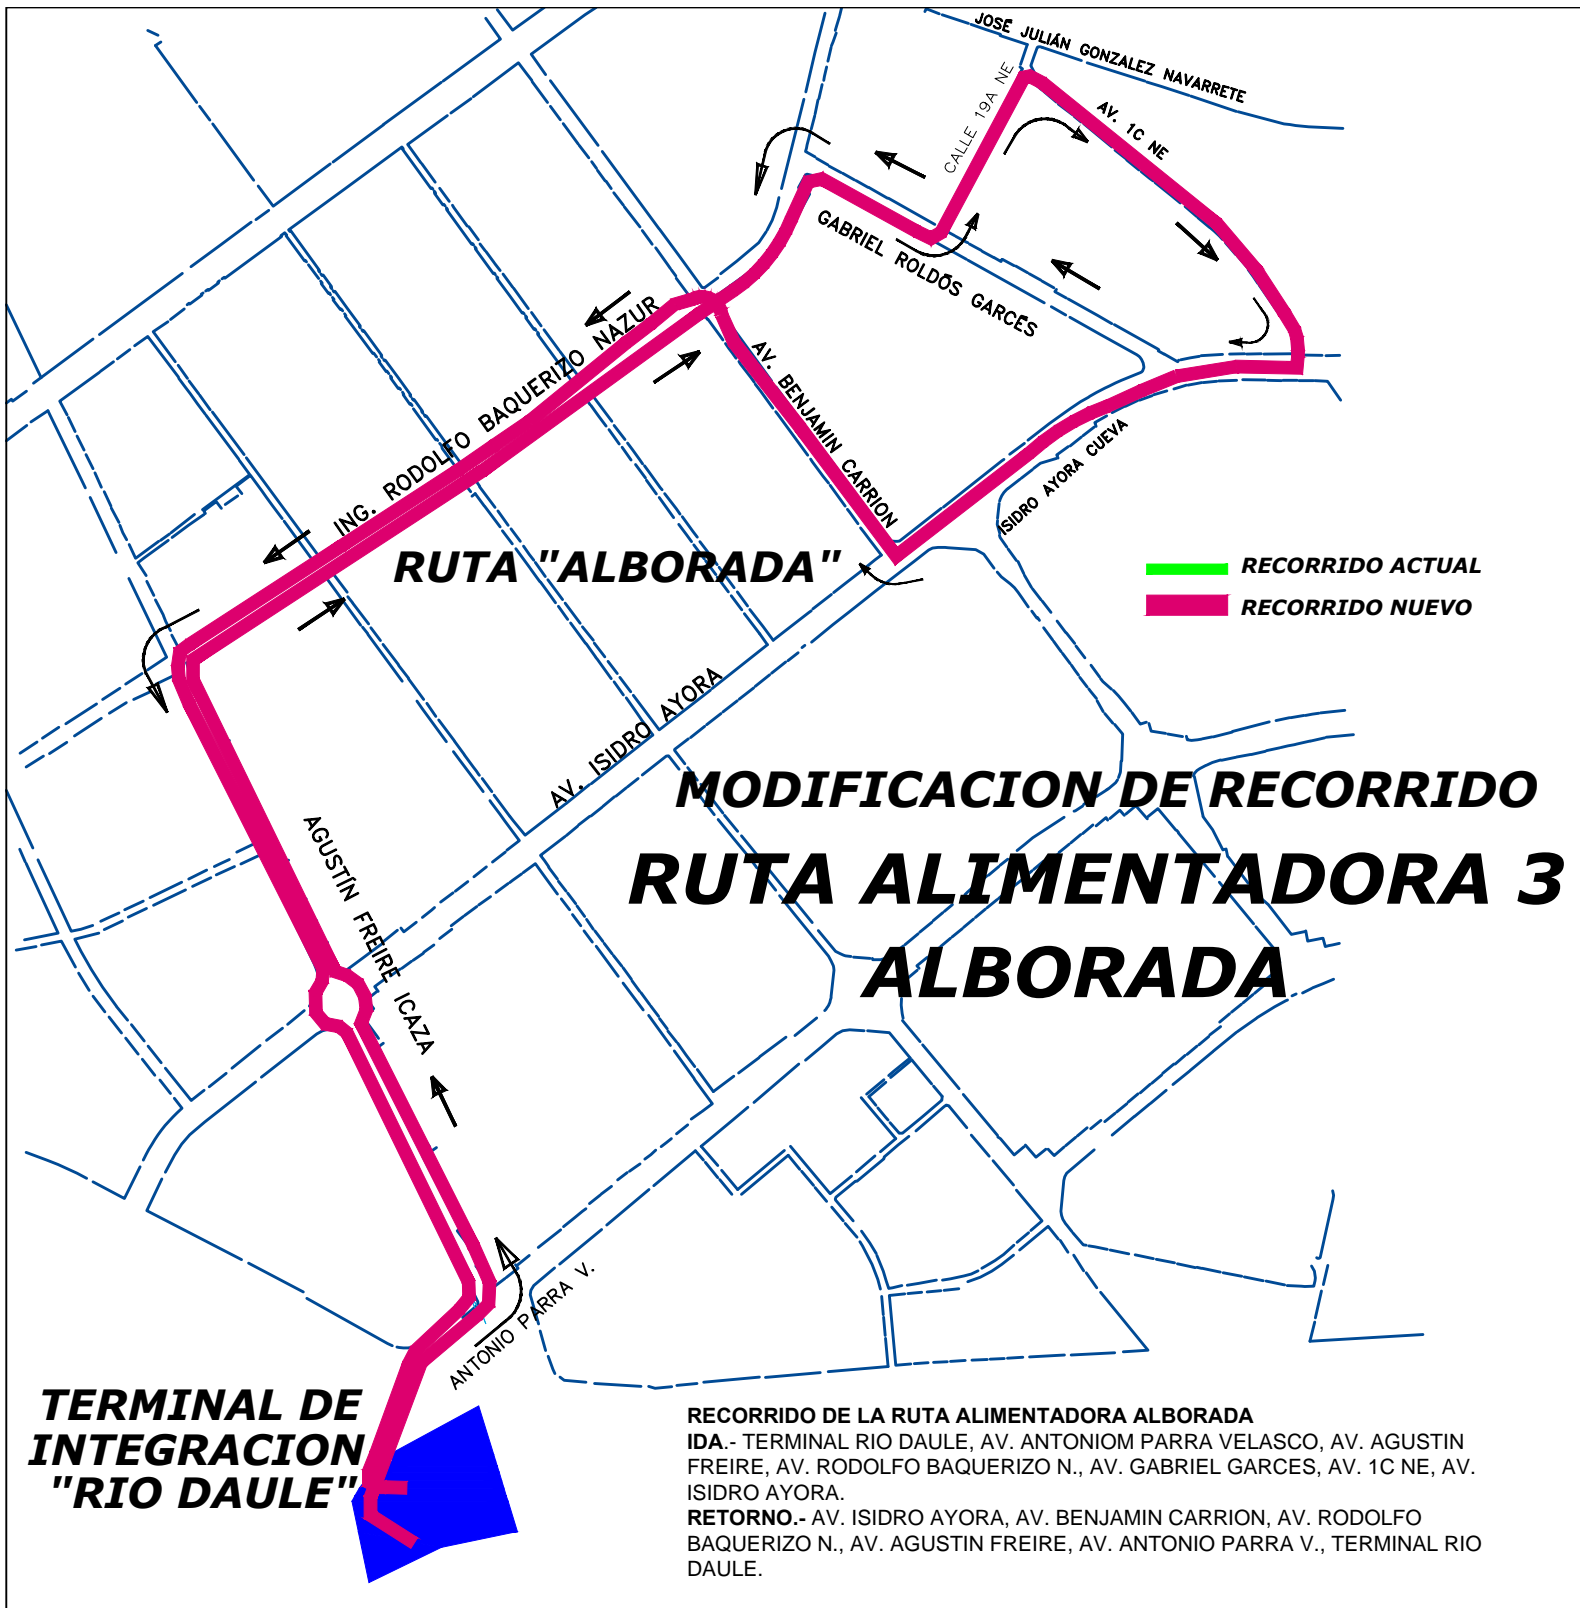 JOSÉ JULIÁN GONZALEZ NAVARRETE
AV. 1C NE
CALLE 19A NE
GABRIEL ROLDÓS GARCÉS
ING. RODOLFO BAQUERIZO NAZUR
AV. BENJAMIN CARRION
ISIDRO AYORA CUEVA
RUTA "ALBORADA"
RECORRIDO ACTUAL
RECORRIDO NUEVO
AV. ISIDRO AYORA
MODIFICACION DE RECORRIDO
RUTA ALIMENTADORA 3
ALBORADA
AGUSTÍN FREIRE ICAZA
ANTONIO PARRA V.
TERMINAL DE
INTEGRACION
"RIO DAULE"
RECORRIDO DE LA RUTA ALIMENTADORA ALBORADA
IDA.- TERMINAL RIO DAULE, AV. ANTONIOM PARRA VELASCO, AV. AGUSTIN
FREIRE, AV. RODOLFO BAQUERIZO N., AV. GABRIEL GARCES, AV. 1C NE, AV.
ISIDRO AYORA.
RETORNO.- AV. ISIDRO AYORA, AV. BENJAMIN CARRION, AV. RODOLFO
BAQUERIZO N., AV. AGUSTIN FREIRE, AV. ANTONIO PARRA V., TERMINAL RIO
DAULE.